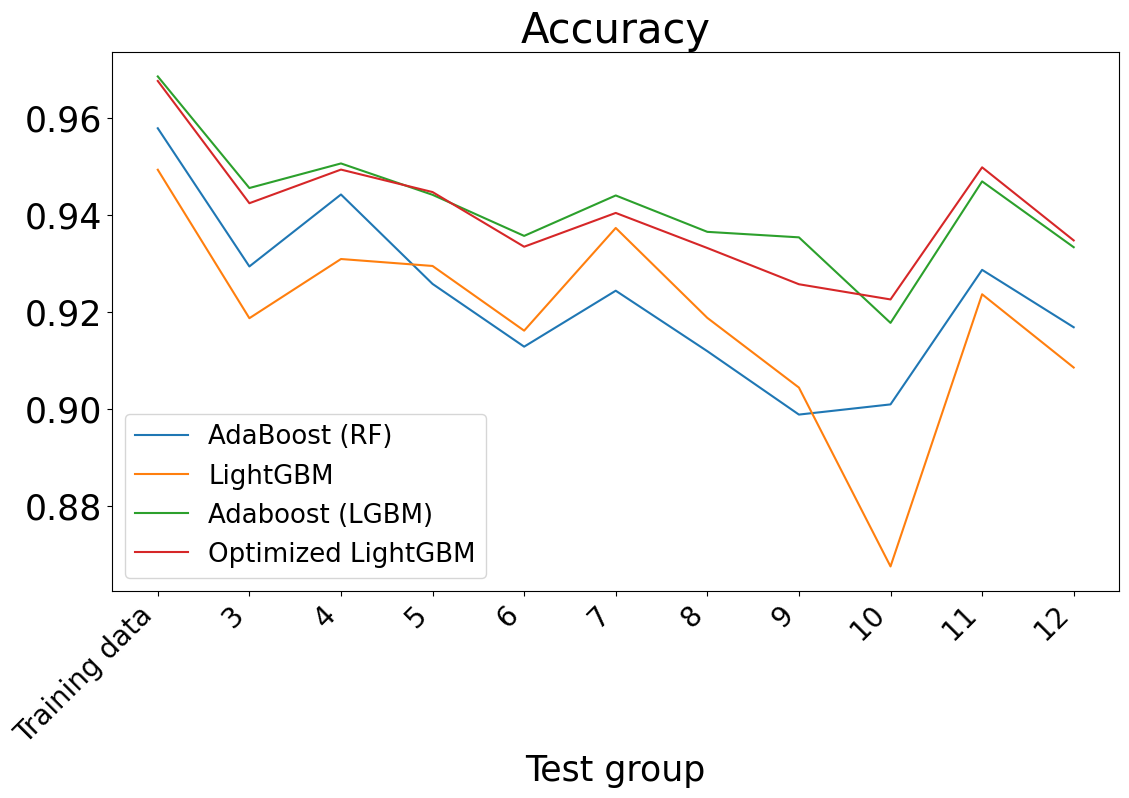 Accuracy
0.96
0.94
0.92
0.90
0.88
AdaBoost (RF)
LightGBM
Adaboost (LGBM)
Optimized LightGBM
Training data
3
4
5
6
7
8
9
10
11
12
Test group